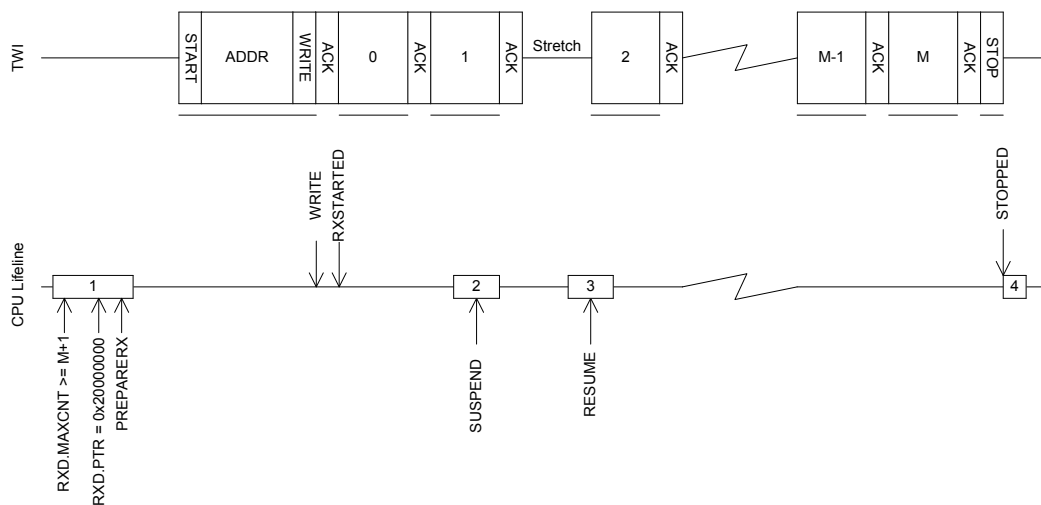 TWI
START
ADDR
WRITE
ACK
0
ACK
1
ACK
Stretch
2
ACK
M-1
ACK
M
ACK
STOP
CPU Lifeline
WRITE
RXSTARTED
STOPPED
1
2
3
4
RXD.MAXCNT >= M+1
RXD.PTR = 0x20000000
PREPARERX
SUSPEND
RESUME